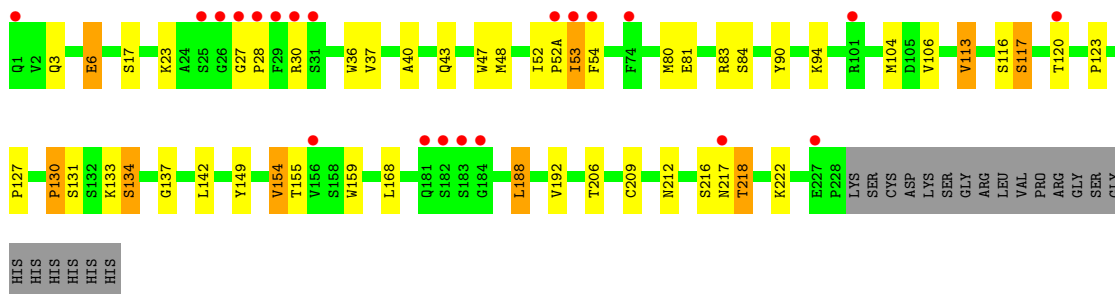 Q1 V2 Q3 E6 S17 K23 A24 S25 G26 G27 P28 F29 R30 S31 W36 V37 A40 Q43 W47 M48 I52 P52A I53 F54 F74 M80 E81 R83 S84 Y90 K94 R101 M104 D105 V106 V113 S116 S117 T120 P123
P127 P130 S131 S132 K133 S134 G137 L142 Y149 V154 T155 V156 S158 W159 L168 Q181 S182 S183 G184 L188 V192 T206 C209 N212 S216 N217 T218 K222 E227 P228 LYS SER CYS ASP LYS SER GLY ARG LEU VAL PRO ARG GLY SER GLY
HIS HIS HIS HIS HIS HIS